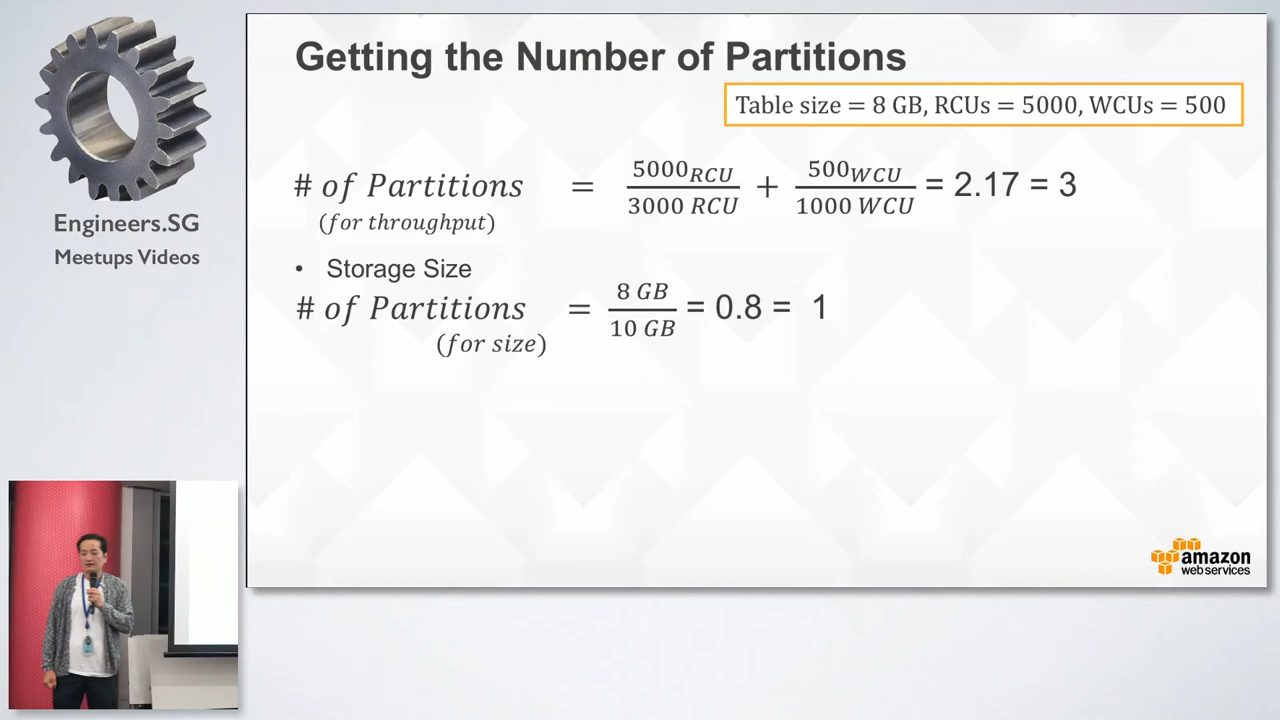 Getting the Number of Partitions
Table size = 8 GB, RCUs = 5000, WCUs = 500
# of Partitions = 5000RCU/3000 RCU + 500WCU/1000 WCU = 2.17 = 3
(for throughput)
• Storage Size
# of Partitions = 8 GB/10 GB = 0.8 = 1
(for size)
Engineers.SG
Meetups Videos
amazon
webservices